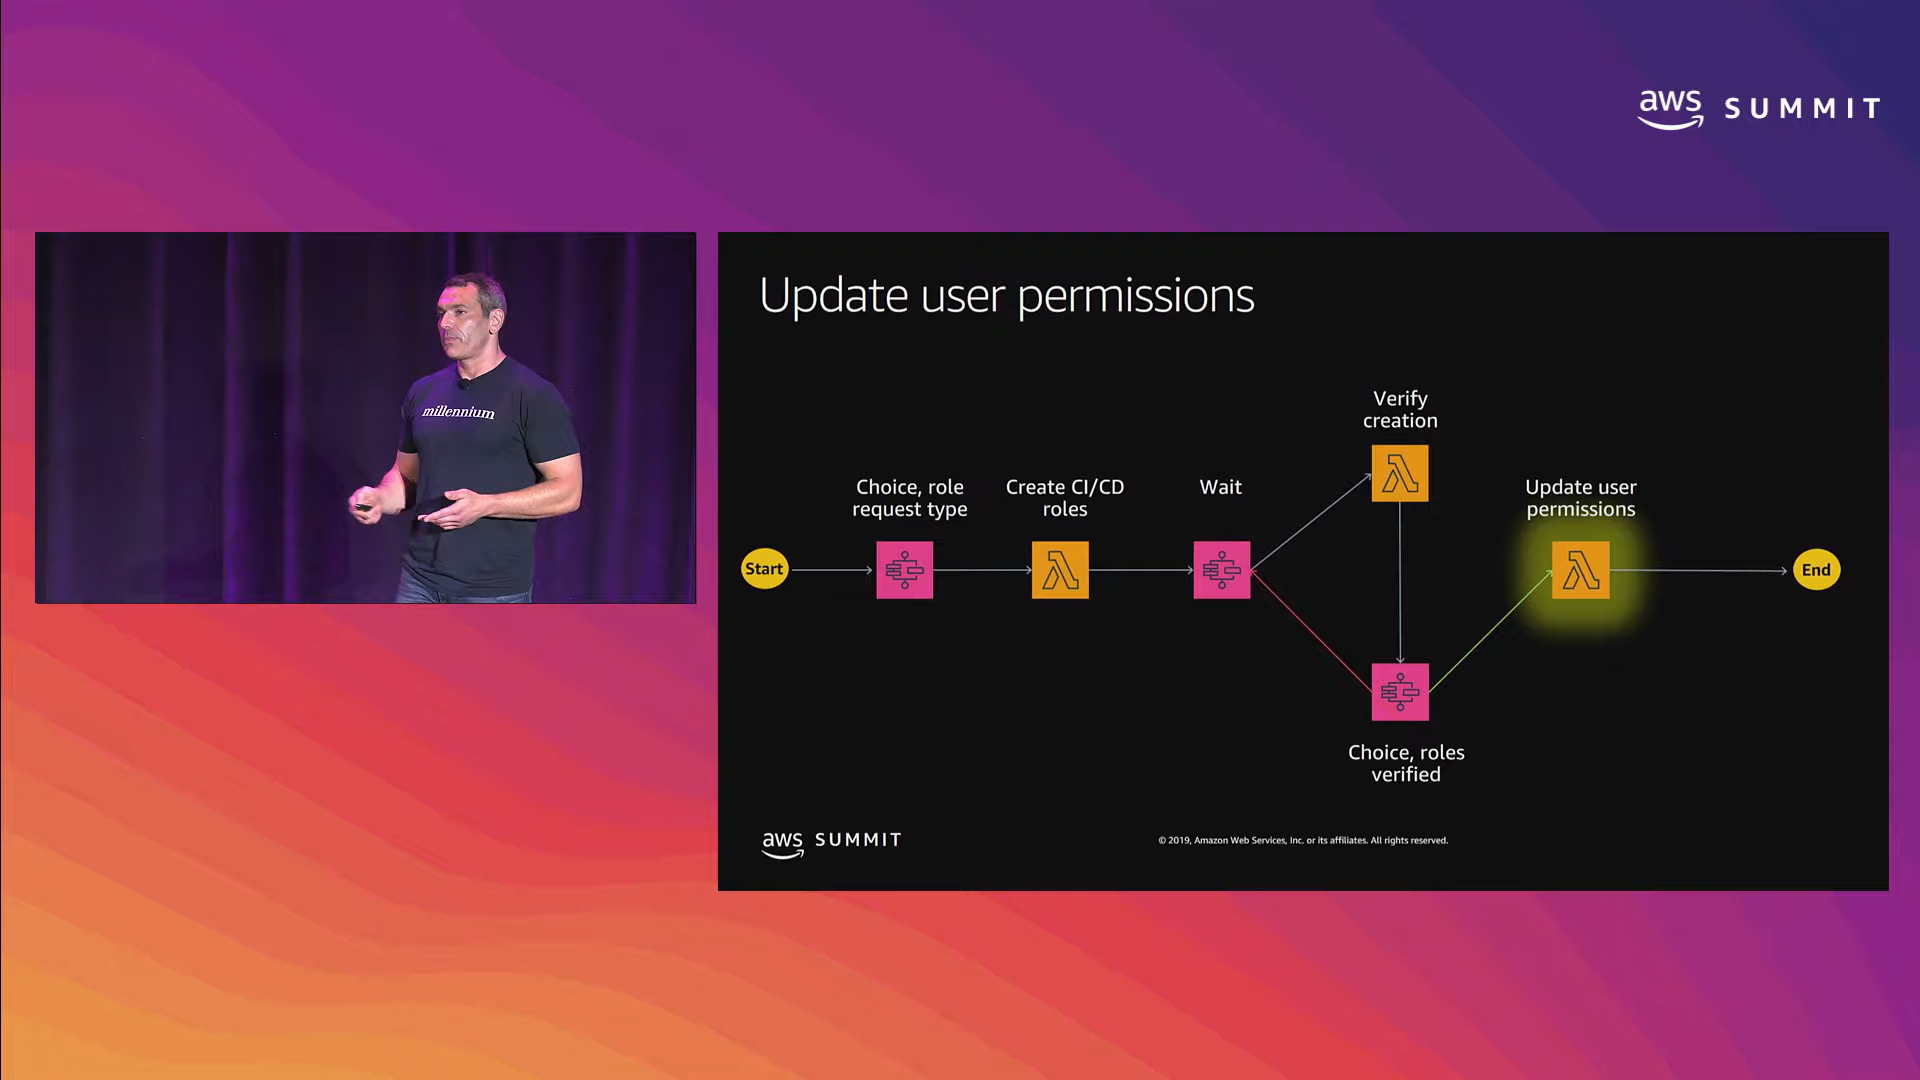 aws SUMMIT
millennium
Update user permissions
Verify
creation
Choice, role
request type
Create CI/CD
roles
Wait
Update user
permissions
Start
End
Choice, roles
verified
aws SUMMIT
© 2019, Amazon Web Services, Inc. or its affiliates. All rights reserved.